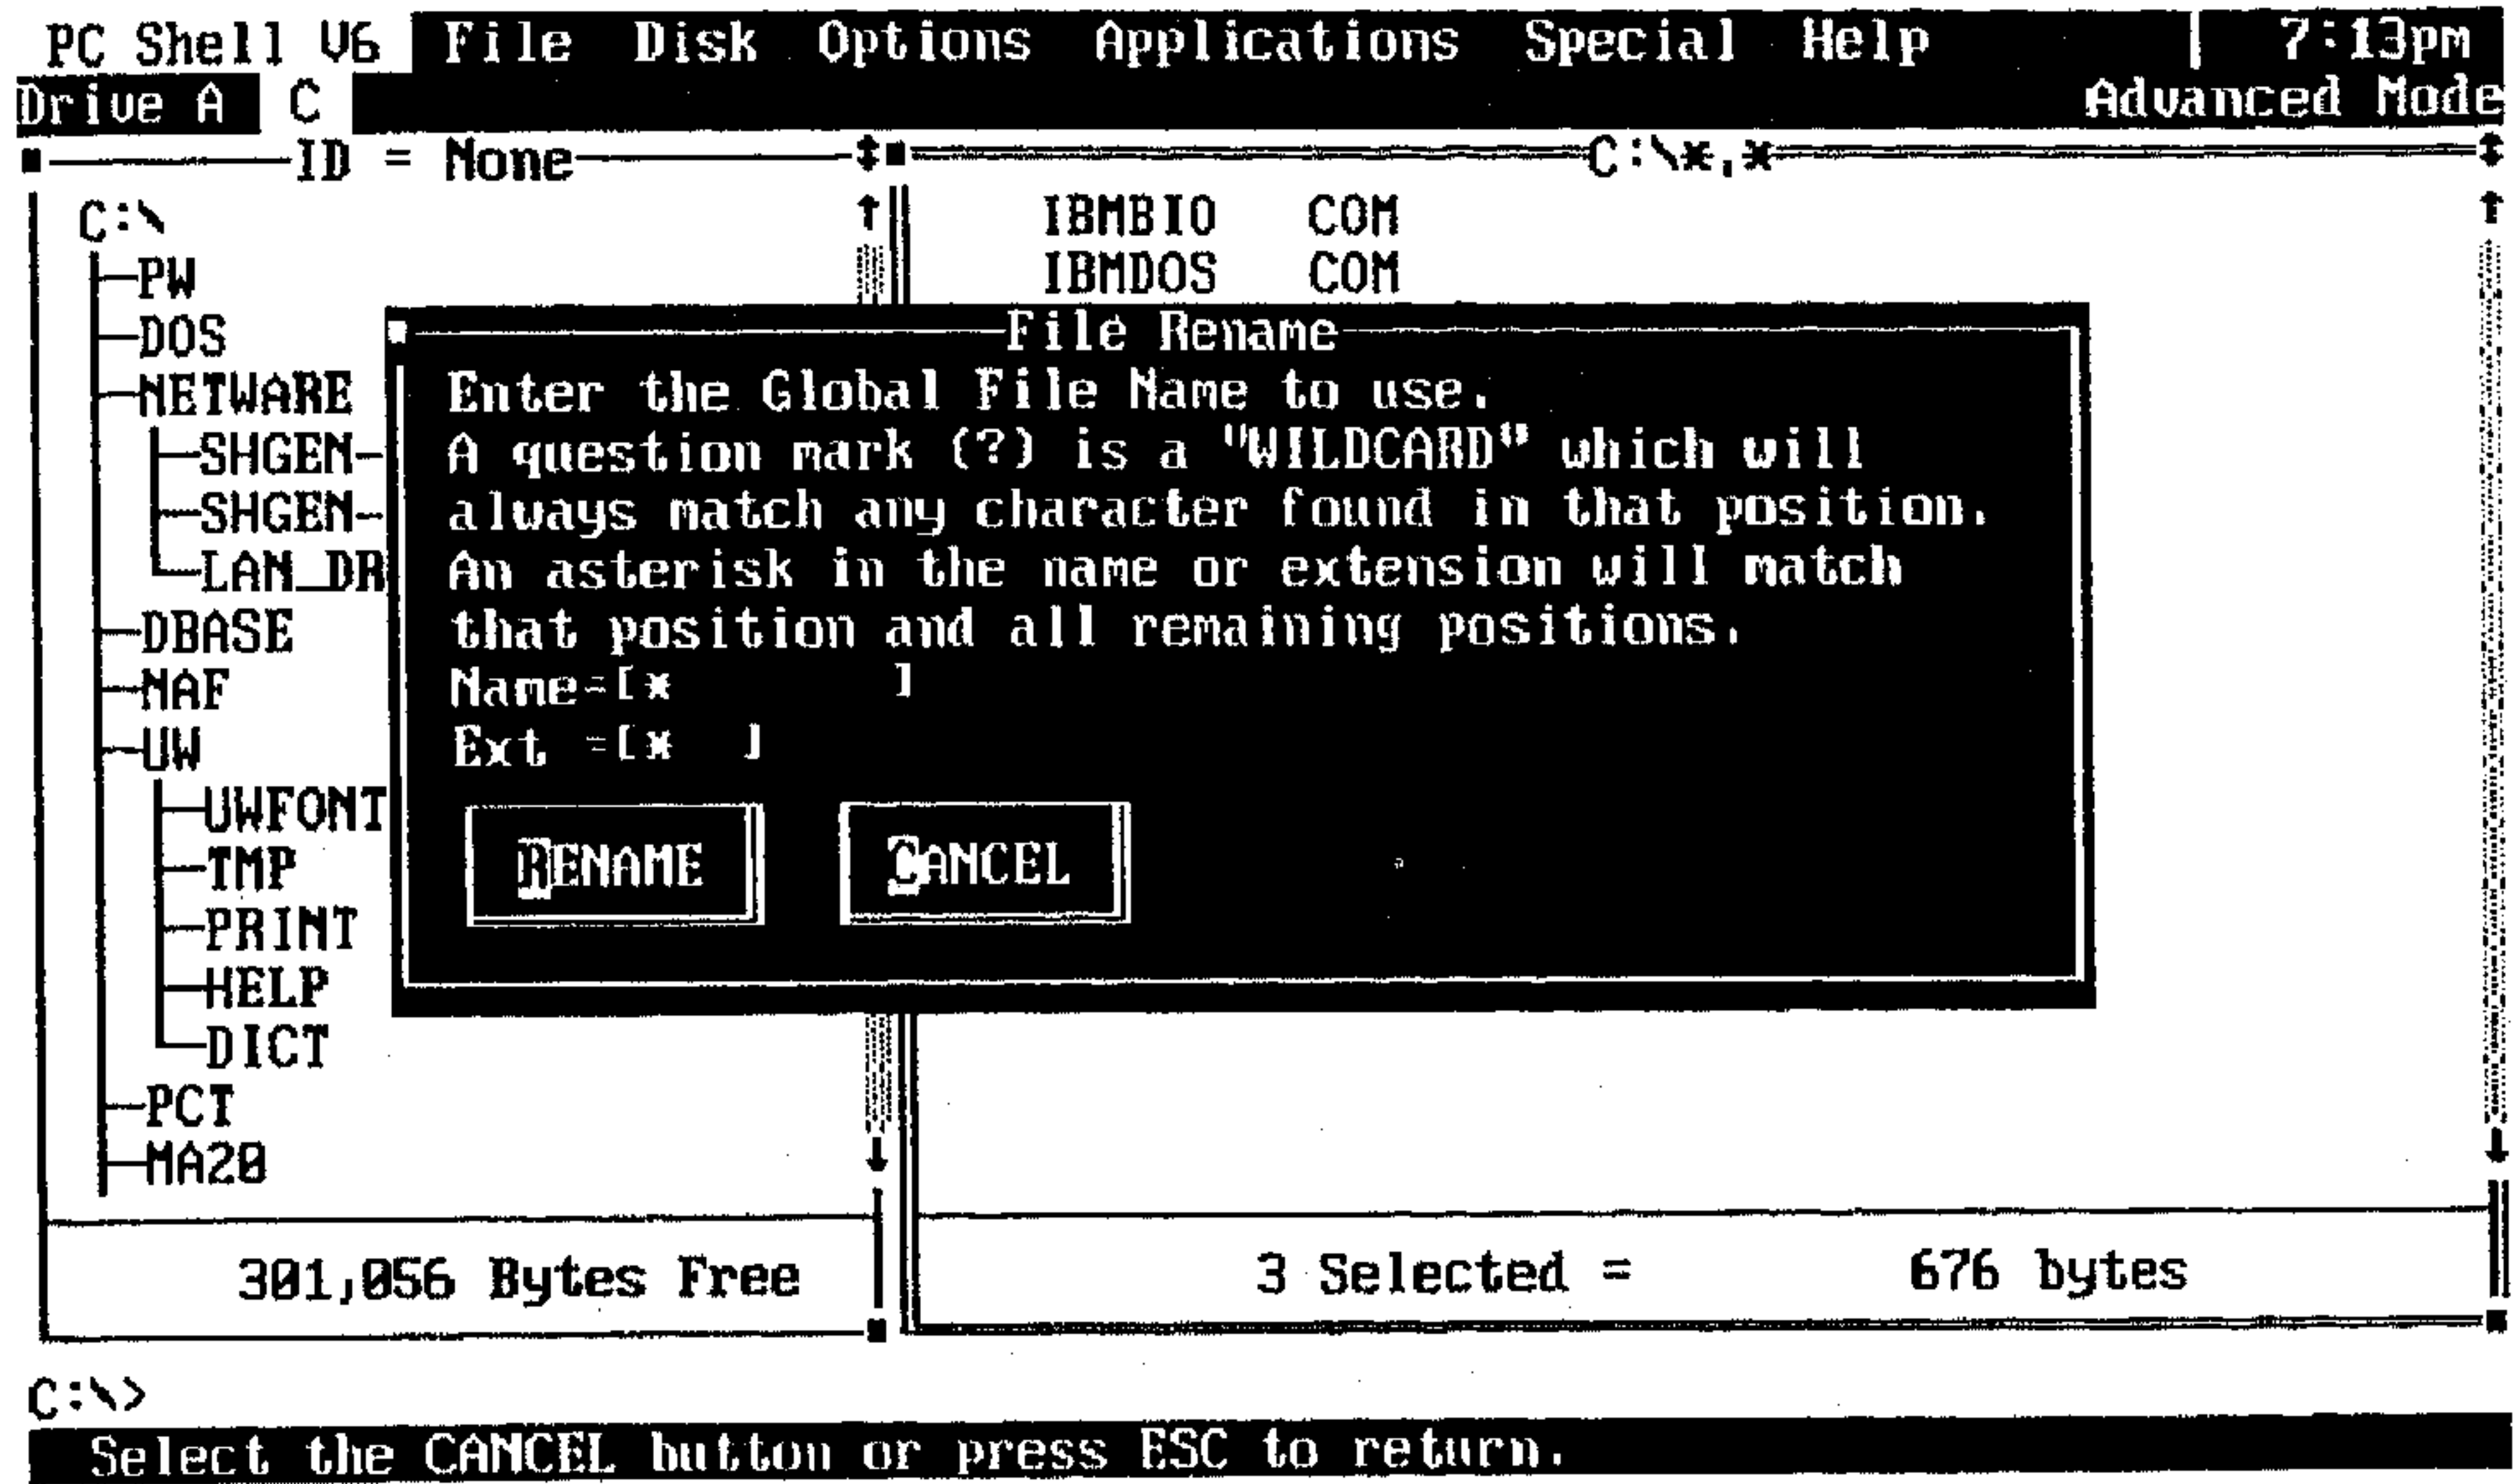 PC Shell V6 File Disk Options Applications Special Help | 7:13pm
Drive A C Advanced Mode
ID = None
C:\
PW
DOS
NETWARE
SHGEN-
SHGEN-
LAN_DR
DBASE
NAF
UW
UWFONT
TMP
PRINT
HELP
DICT
PCT
MA20
301,056 Bytes Free
C:\*.*
IBMBIO COM
IBMDOS COM
3 Selected = 676 bytes
File Rename
Enter the Global File Name to use.
A question mark (?) is a "WILDCARD" which will
always match any character found in that position.
An asterisk in the name or extension will match
that position and all remaining positions.
Name=[* ]
Ext =[* ]
RENAME CANCEL
C:\>
Select the CANCEL button or press ESC to return.